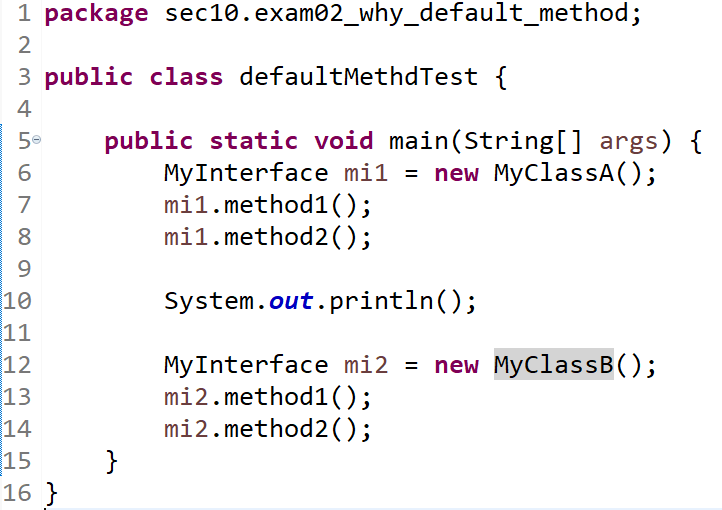 1 package sec10.exam02_why_default_method;
2
3 public class defaultMethdTest {
4
5     public static void main(String[] args) {
6         MyInterface mi1 = new MyClassA();
7         mi1.method1();
8         mi1.method2();
9
10         System.out.println();
11
12         MyInterface mi2 = new MyClassB();
13         mi2.method1();
14         mi2.method2();
15     }
16 }